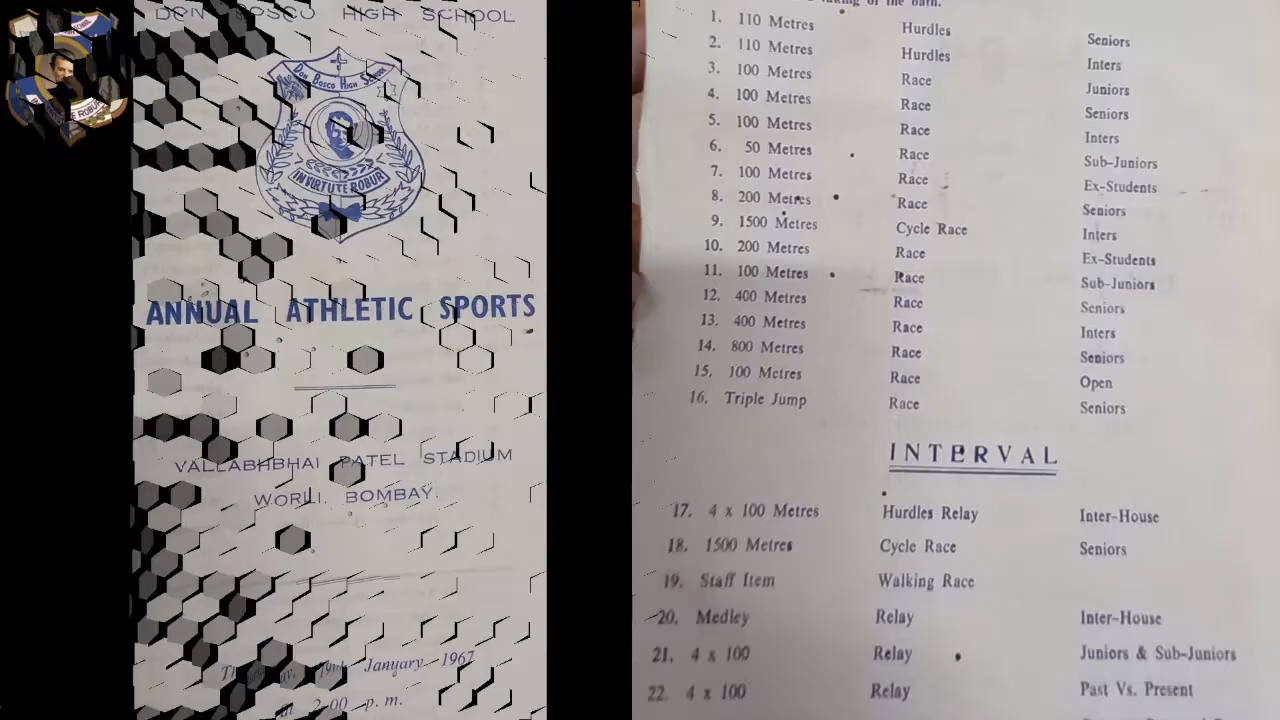 DON BOSCO HIGH SCHOOL
DON BOSCO HIGH SCHOOL
IN VIRTUTE ROBUR
ANNUAL ATHLETIC SPORTS
VALLABHBHAI PATEL STADIUM
WORLI, BOMBAY.
19th January 1967
2-00 p. m.
taking of the oath.
1. 110 Metres Hurdles Seniors
2. 110 Metres Hurdles Inters
3. 100 Metres Race Juniors
4. 100 Metres Race Seniors
5. 100 Metres Race Inters
6. 50 Metres Race Sub-Juniors
7. 100 Metres Race Ex-Students
8. 200 Metres Race Seniors
9. 1500 Metres Cycle Race Inters
10. 200 Metres Race Ex-Students
11. 100 Metres Race Sub-Juniors
12. 400 Metres Race Seniors
13. 400 Metres Race Inters
14. 800 Metres Race Seniors
15. 100 Metres Race Open
16. Triple Jump Race Seniors
INTERVAL
17. 4 x 100 Metres Hurdles Relay Inter-House
18. 1500 Metres Cycle Race Seniors
19. Staff Item Walking Race
20. Medley Relay Inter-House
21. 4 x 100 Relay Juniors & Sub-Juniors
22. 4 x 100 Relay Past Vs. Present